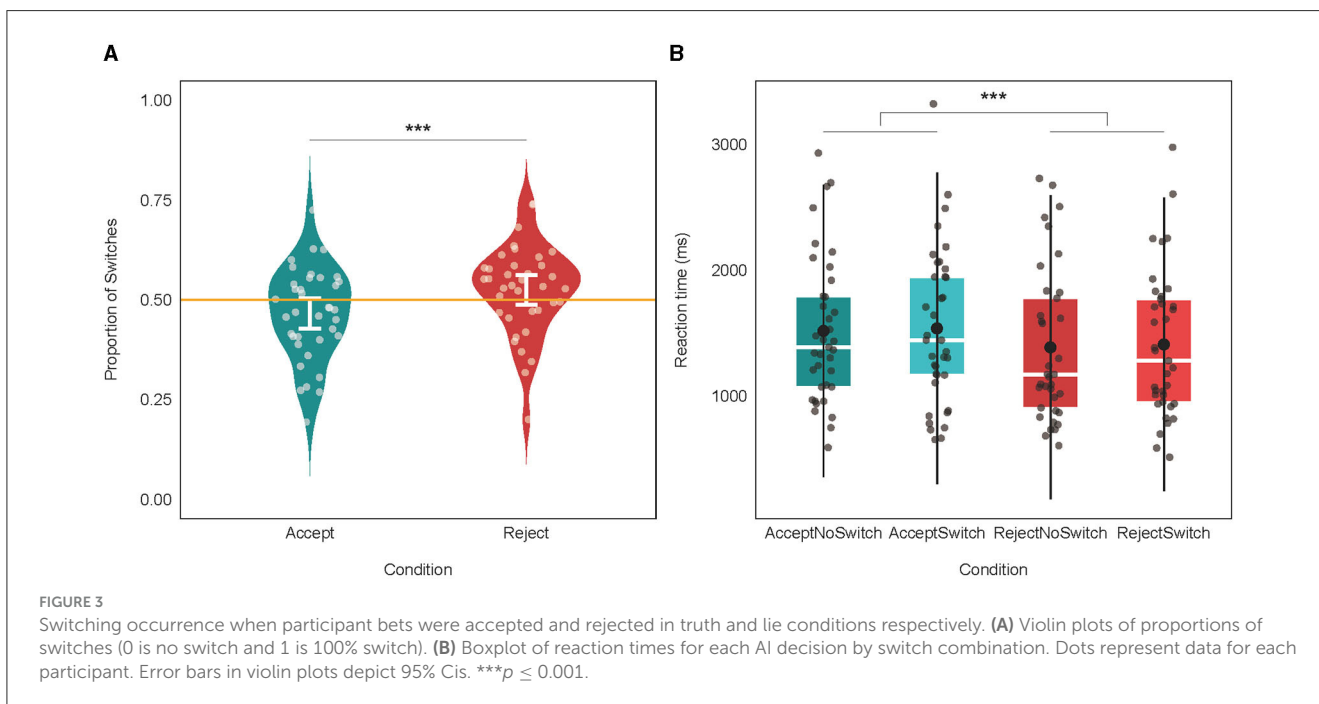 A
1.00
0.75
0.50
0.25
0.00
Proportion of Switches
***
Accept
Reject
Condition
B
3000
2000
1000
Reaction time (ms)
***
AcceptNoSwitch
AcceptSwitch
RejectNoSwitch
RejectSwitch
Condition
FIGURE 3
Switching occurrence when participant bets were accepted and rejected in truth and lie conditions respectively. (A) Violin plots of proportions of
switches (0 is no switch and 1 is 100% switch). (B) Boxplot of reaction times for each AI decision by switch combination. Dots represent data for each
participant. Error bars in violin plots depict 95% Cis. ***p ≤ 0.001.